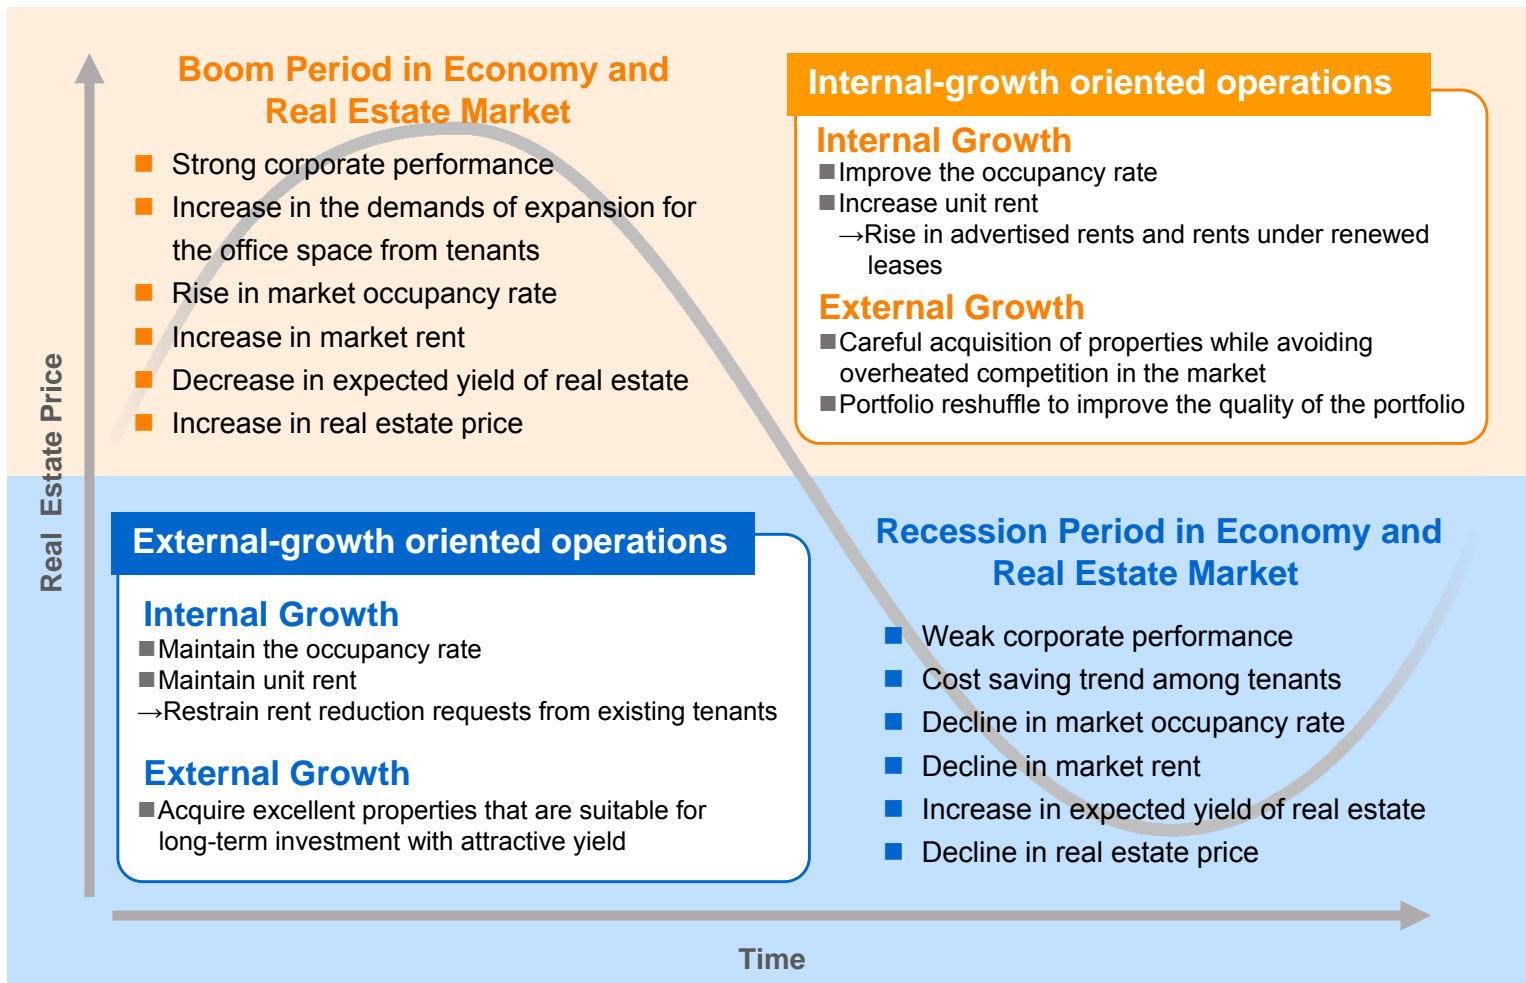 Boom Period in Economy and
Real Estate Market
■ Strong corporate performance
■ Increase in the demands of expansion for
the office space from tenants
■ Rise in market occupancy rate
■ Increase in market rent
■ Decrease in expected yield of real estate
■ Increase in real estate price
Internal-growth oriented operations
Internal Growth
■Improve the occupancy rate
■Increase unit rent
→Rise in advertised rents and rents under renewed
leases
External Growth
■Careful acquisition of properties while avoiding
overheated competition in the market
■Portfolio reshuffle to improve the quality of the portfolio
Real Estate Price
External-growth oriented operations
Internal Growth
■Maintain the occupancy rate
■Maintain unit rent
→Restrain rent reduction requests from existing tenants
External Growth
■Acquire excellent properties that are suitable for
long-term investment with attractive yield
Recession Period in Economy and
Real Estate Market
■ Weak corporate performance
■ Cost saving trend among tenants
■ Decline in market occupancy rate
■ Decline in market rent
■ Increase in expected yield of real estate
■ Decline in real estate price
Time